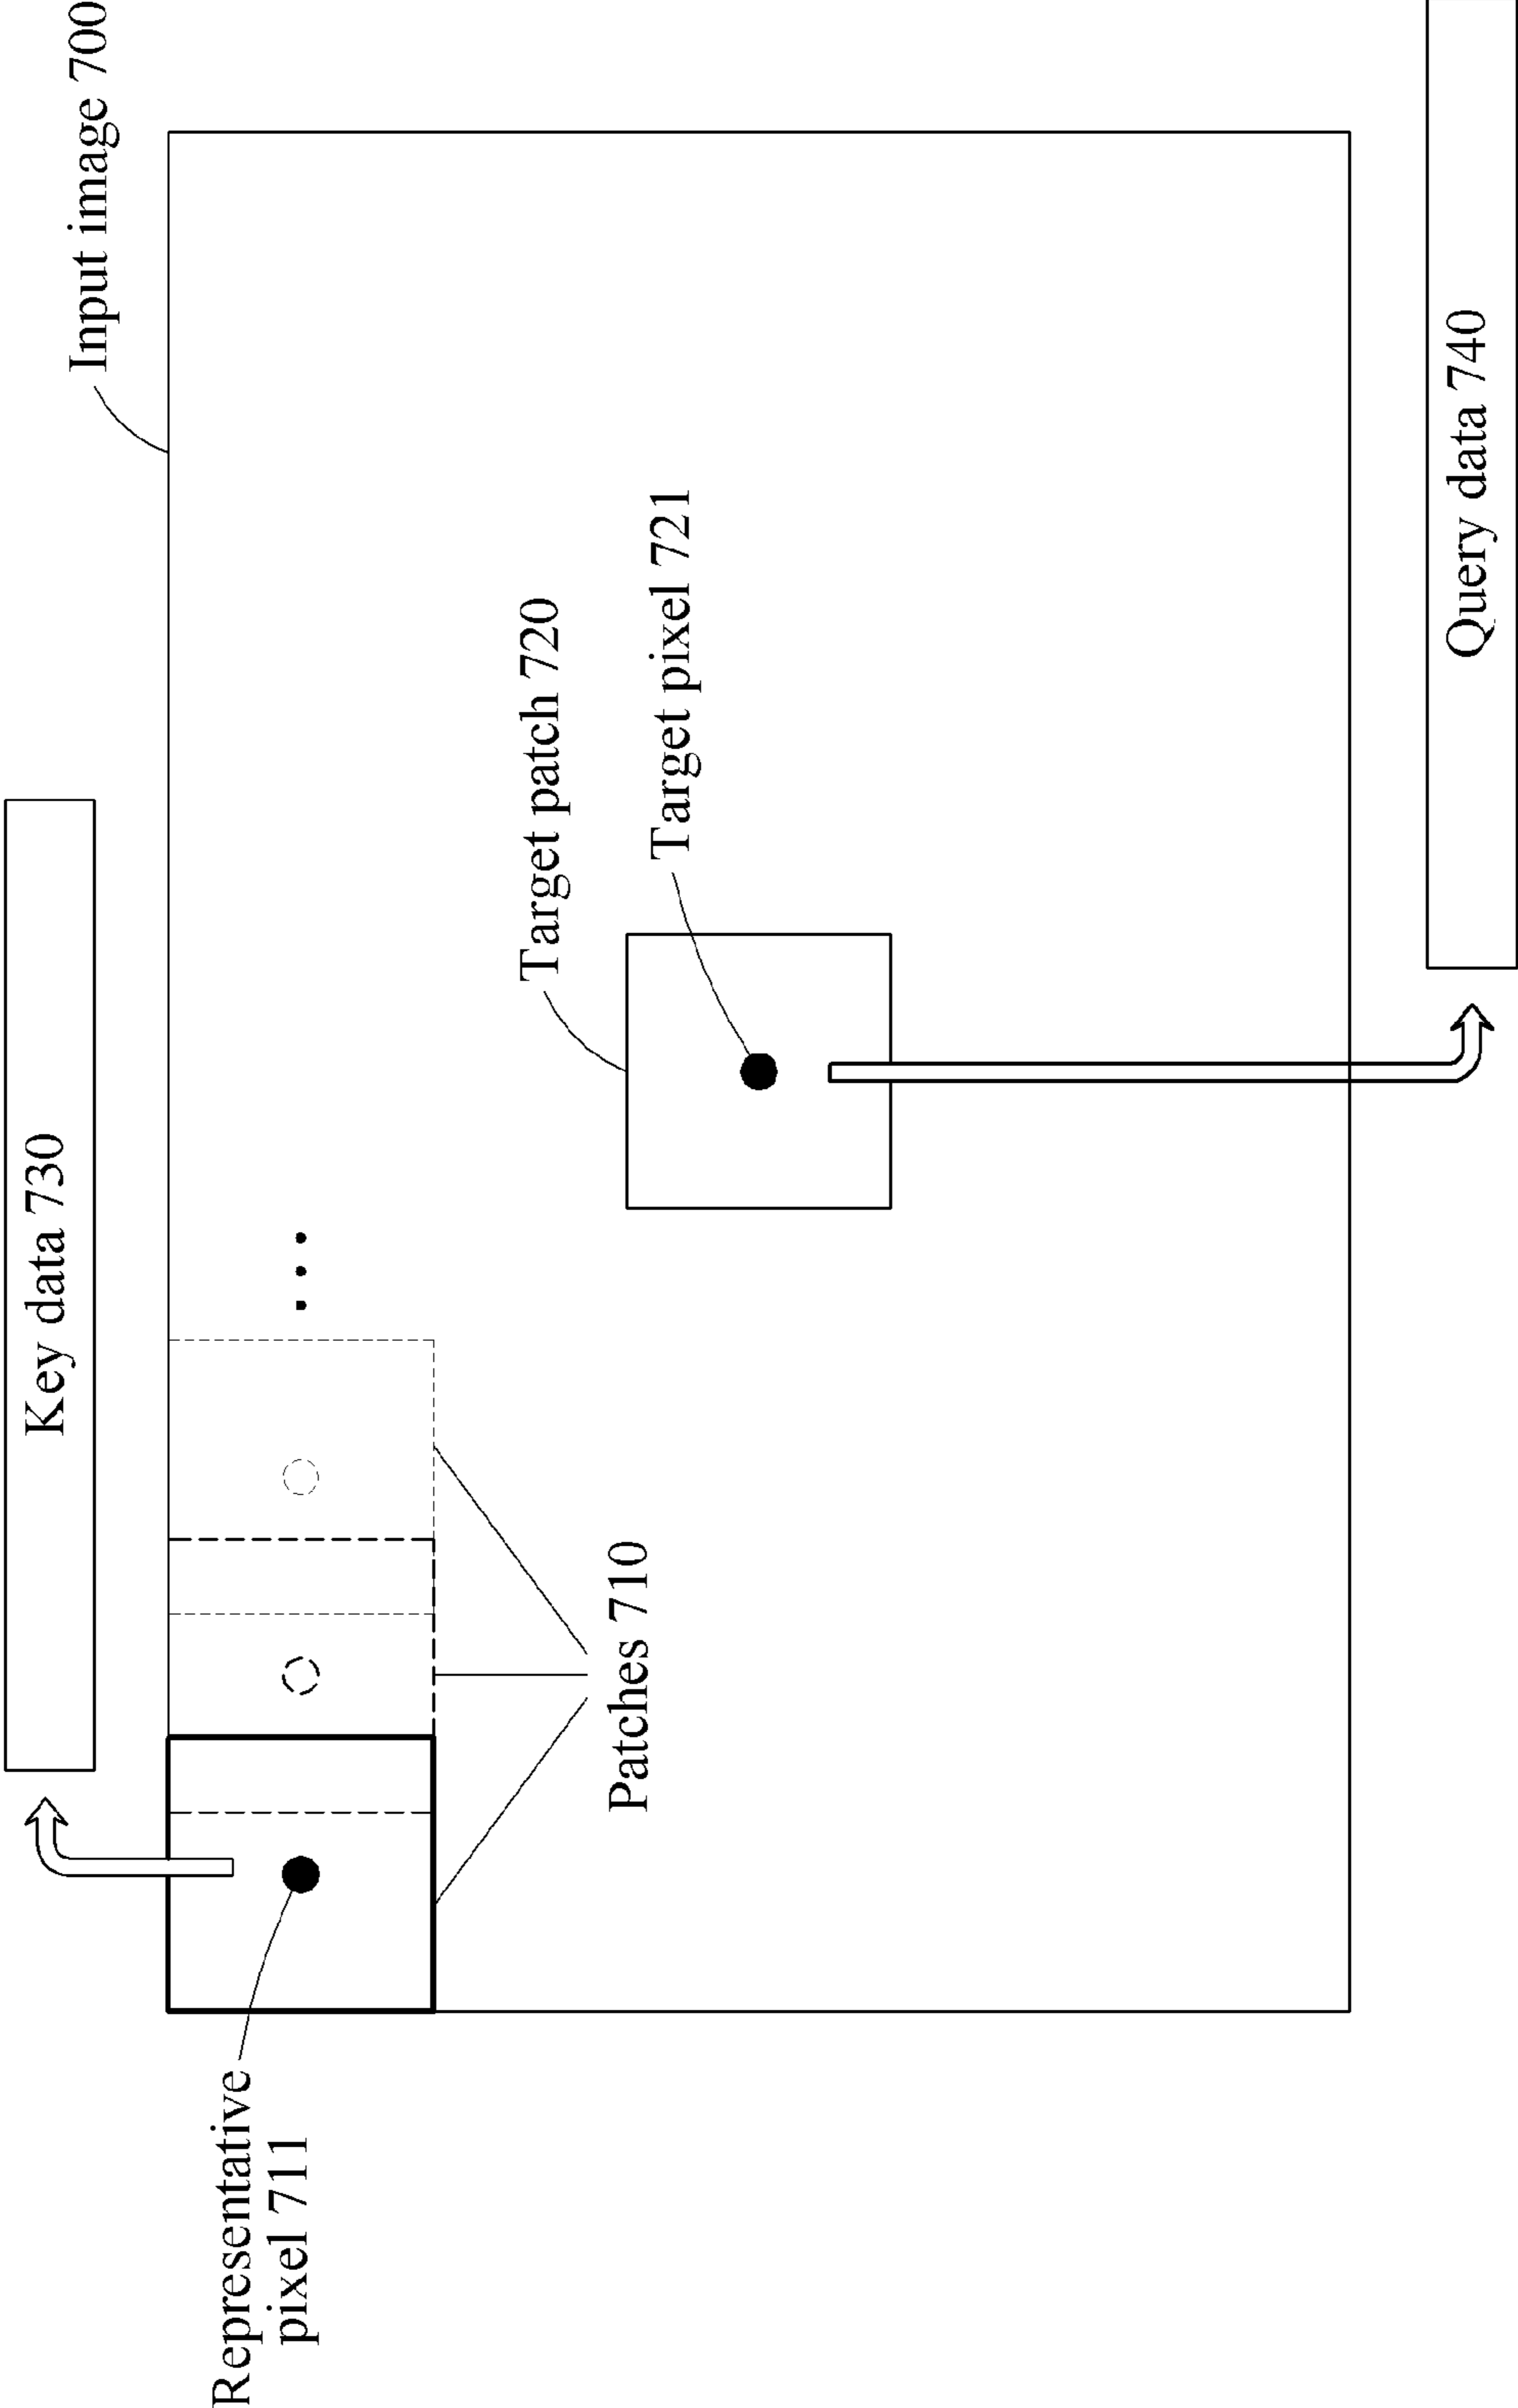 Key data 730
Input image 700
Representative
pixel 711
Target patch 720
Patches 710
Target pixel 721
Query data 740